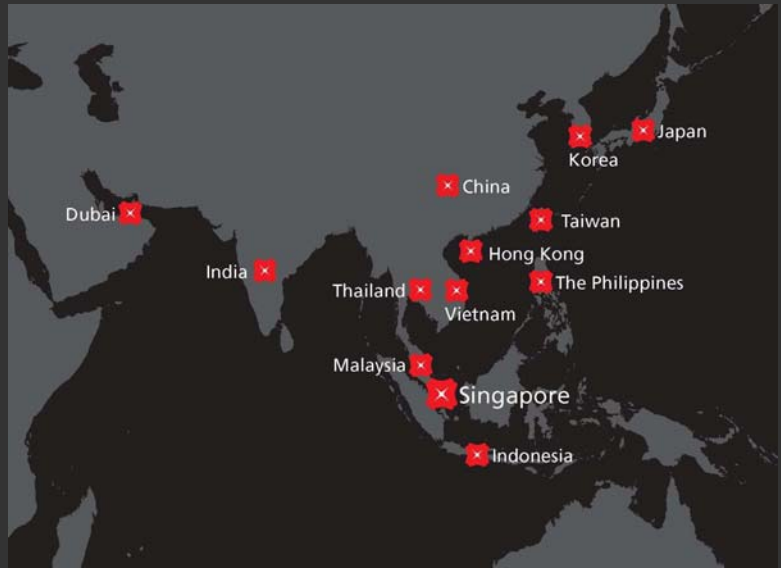 Japan
Korea
China
Dubai
Taiwan
Hong Kong
India
The Philippines
Thailand
Vietnam
Malaysia
Singapore
Indonesia